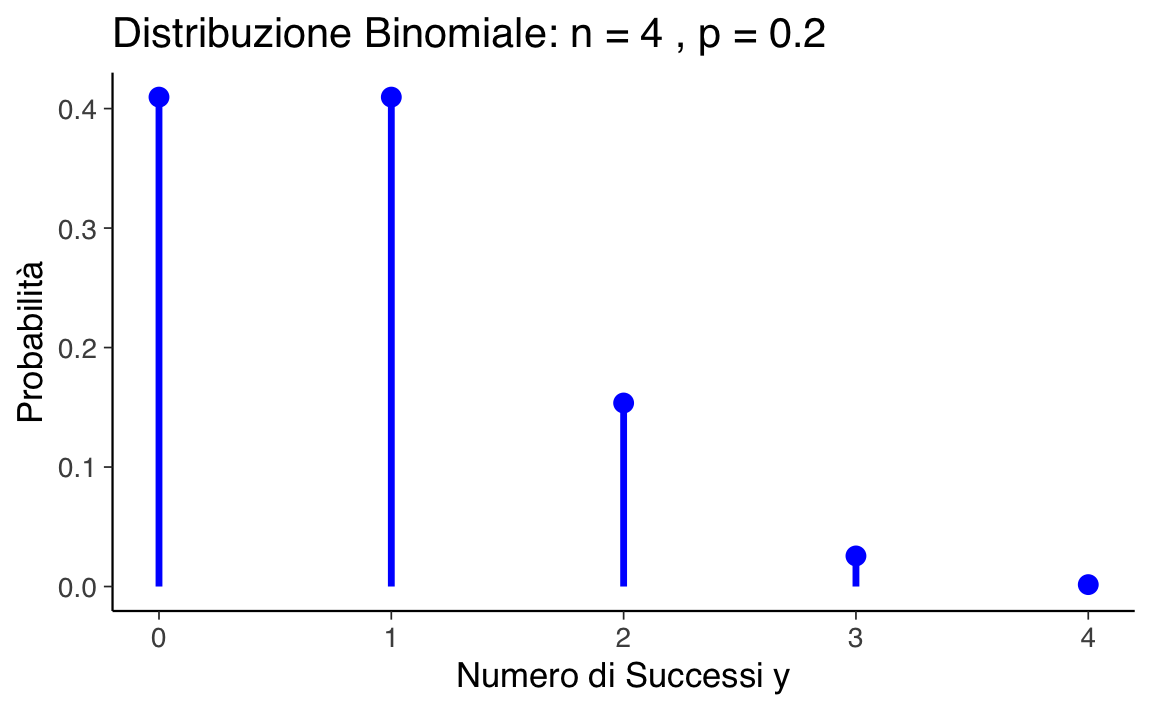 Distribuzione Binomiale: n = 4 , p = 0.2
Probabilità
0.4
0.3
0.2
0.1
0.0
0 1 2 3 4
Numero di Successi y